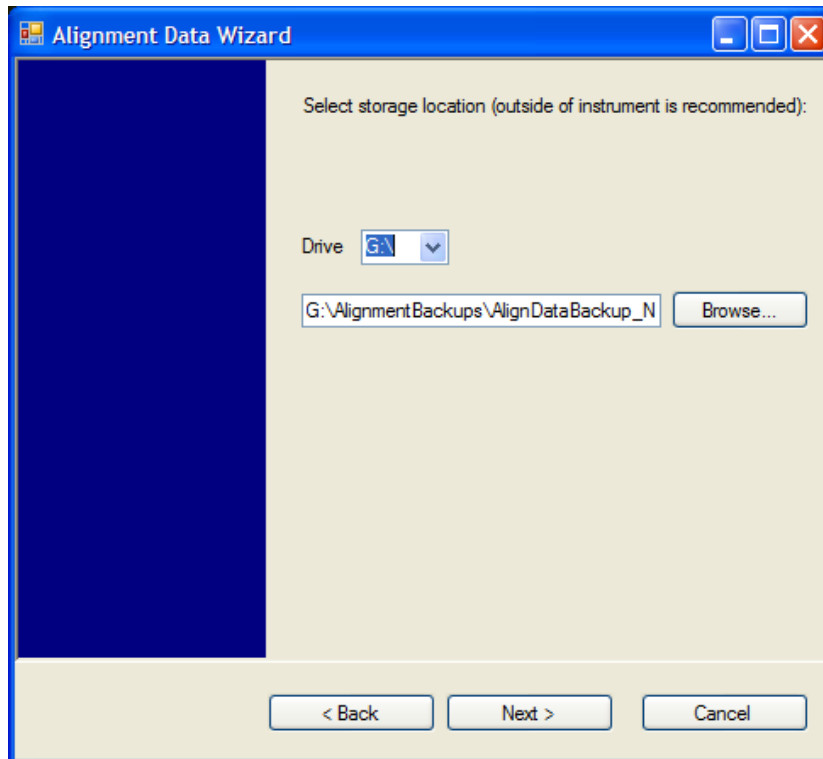 Alignment Data Wizard
Select storage location (outside of instrument is recommended):
Drive G:\
G:\AlignmentBackups\AlignDataBackup_N Browse...
< Back Next > Cancel